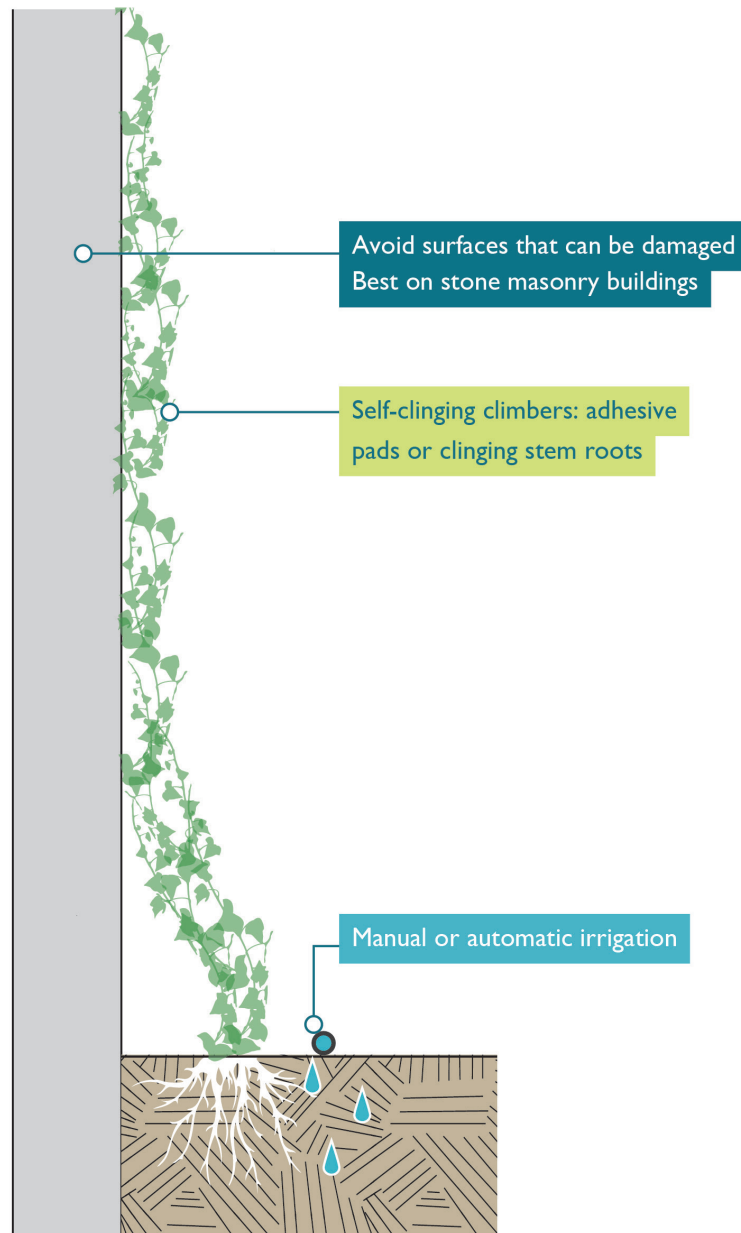 Avoid surfaces that can be damaged
Best on stone masonry buildings
Self-clinging climbers: adhesive
pads or clinging stem roots
Manual or automatic irrigation